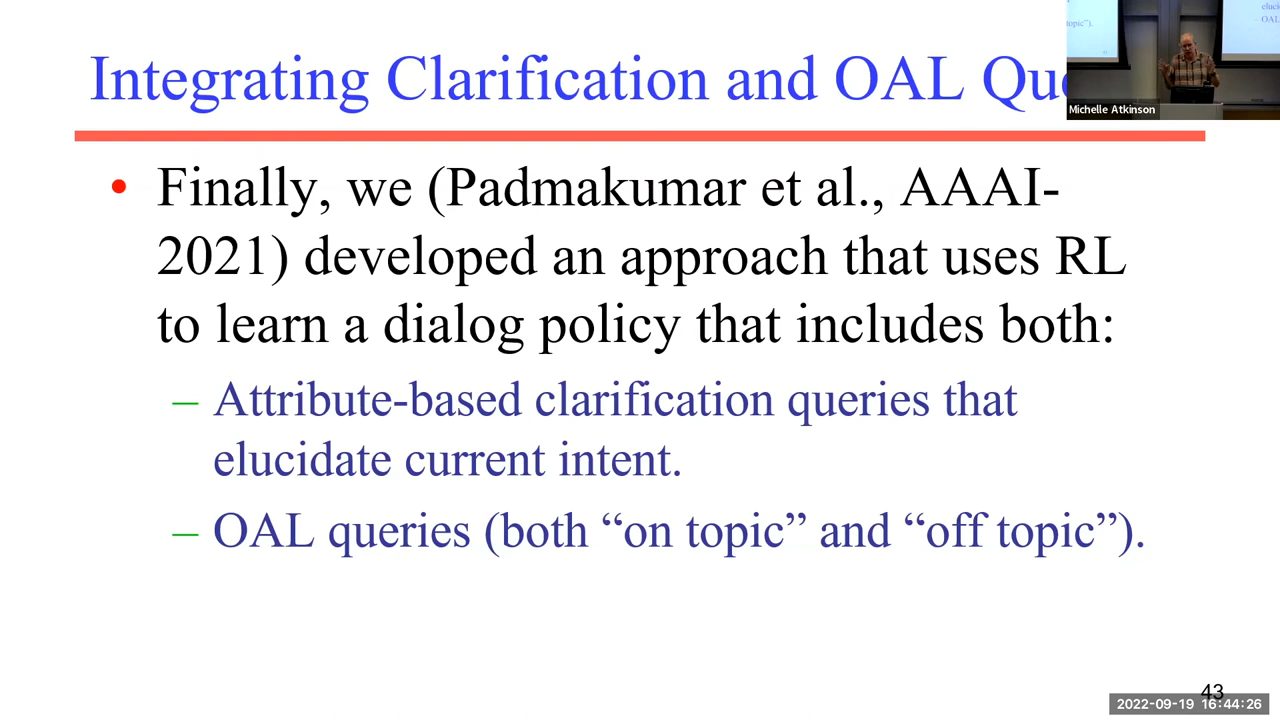 Integrating Clarification and OAL
Michelle Atkinson
• Finally, we (Padmakumar et al., AAAI-
2021) developed an approach that uses RL
to learn a dialog policy that includes both:
– Attribute-based clarification queries that
elucidate current intent.
– OAL queries (both “on topic” and “off topic”).
43
2022-09-19 16:44:26